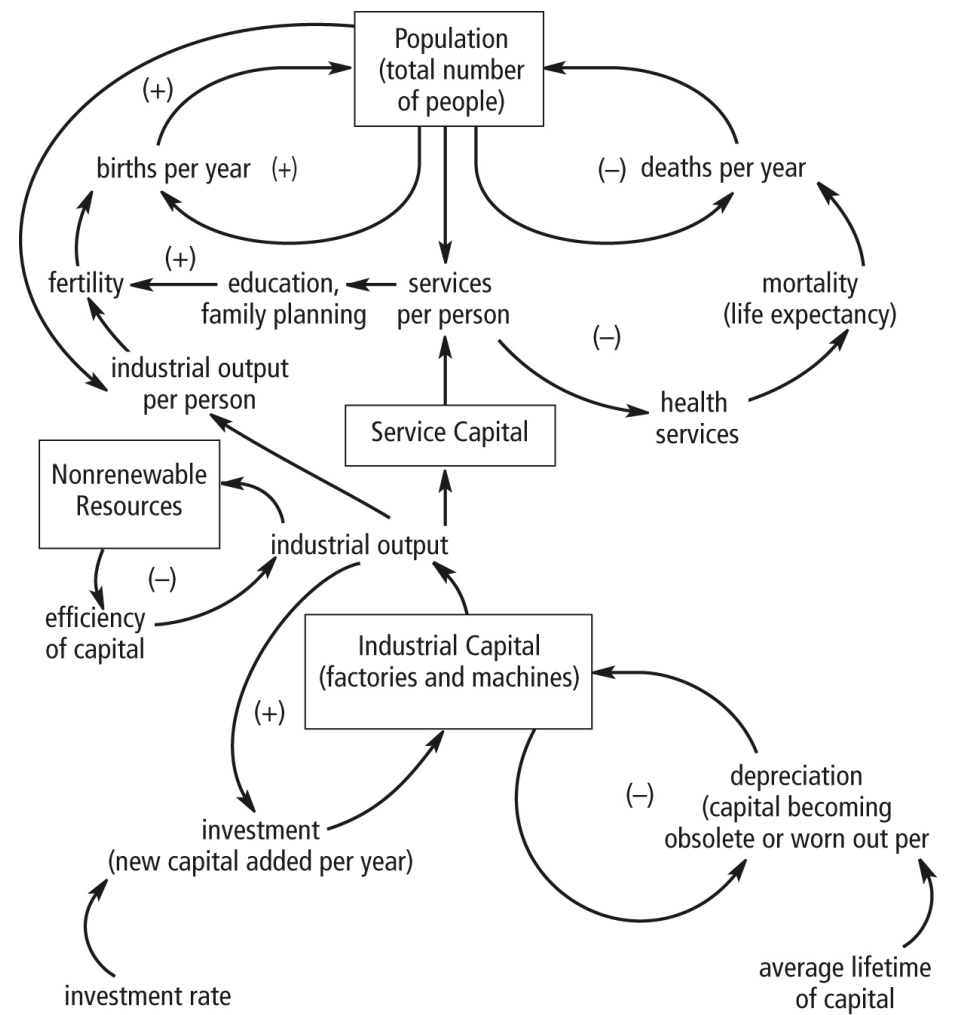 Population
(total number
of people)
(+)
births per year
(+)
(–)
deaths per year
(+)
fertility
education,
family planning
services
per person
mortality
(life expectancy)
(–)
industrial output
per person
health
services
Service Capital
Nonrenewable
Resources
industrial output
(–)
efficiency
of capital
Industrial Capital
(factories and machines)
(+)
depreciation
(capital becoming
obsolete or worn out per
(–)
investment
(new capital added per year)
average lifetime
of capital
investment rate